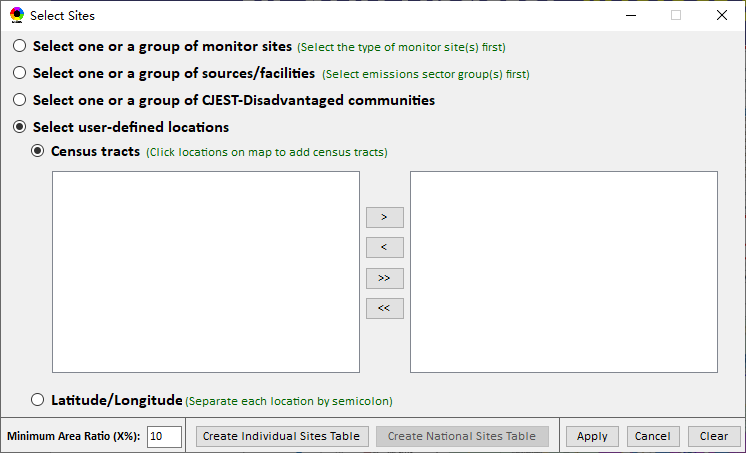 Select Sites
Select one or a group of monitor sites (Select the type of monitor site(s) first)
Select one or a group of sources/facilities (Select emissions sector group(s) first)
Select one or a group of CJEST-Disadvantaged communities
Select user-defined locations
Census tracts (Click locations on map to add census tracts)
>
<
>>
<<
Latitude/Longitude (Separate each location by semicolon)
Minimum Area Ratio (X%): 10 Create Individual Sites Table Create National Sites Table Apply Cancel Clear